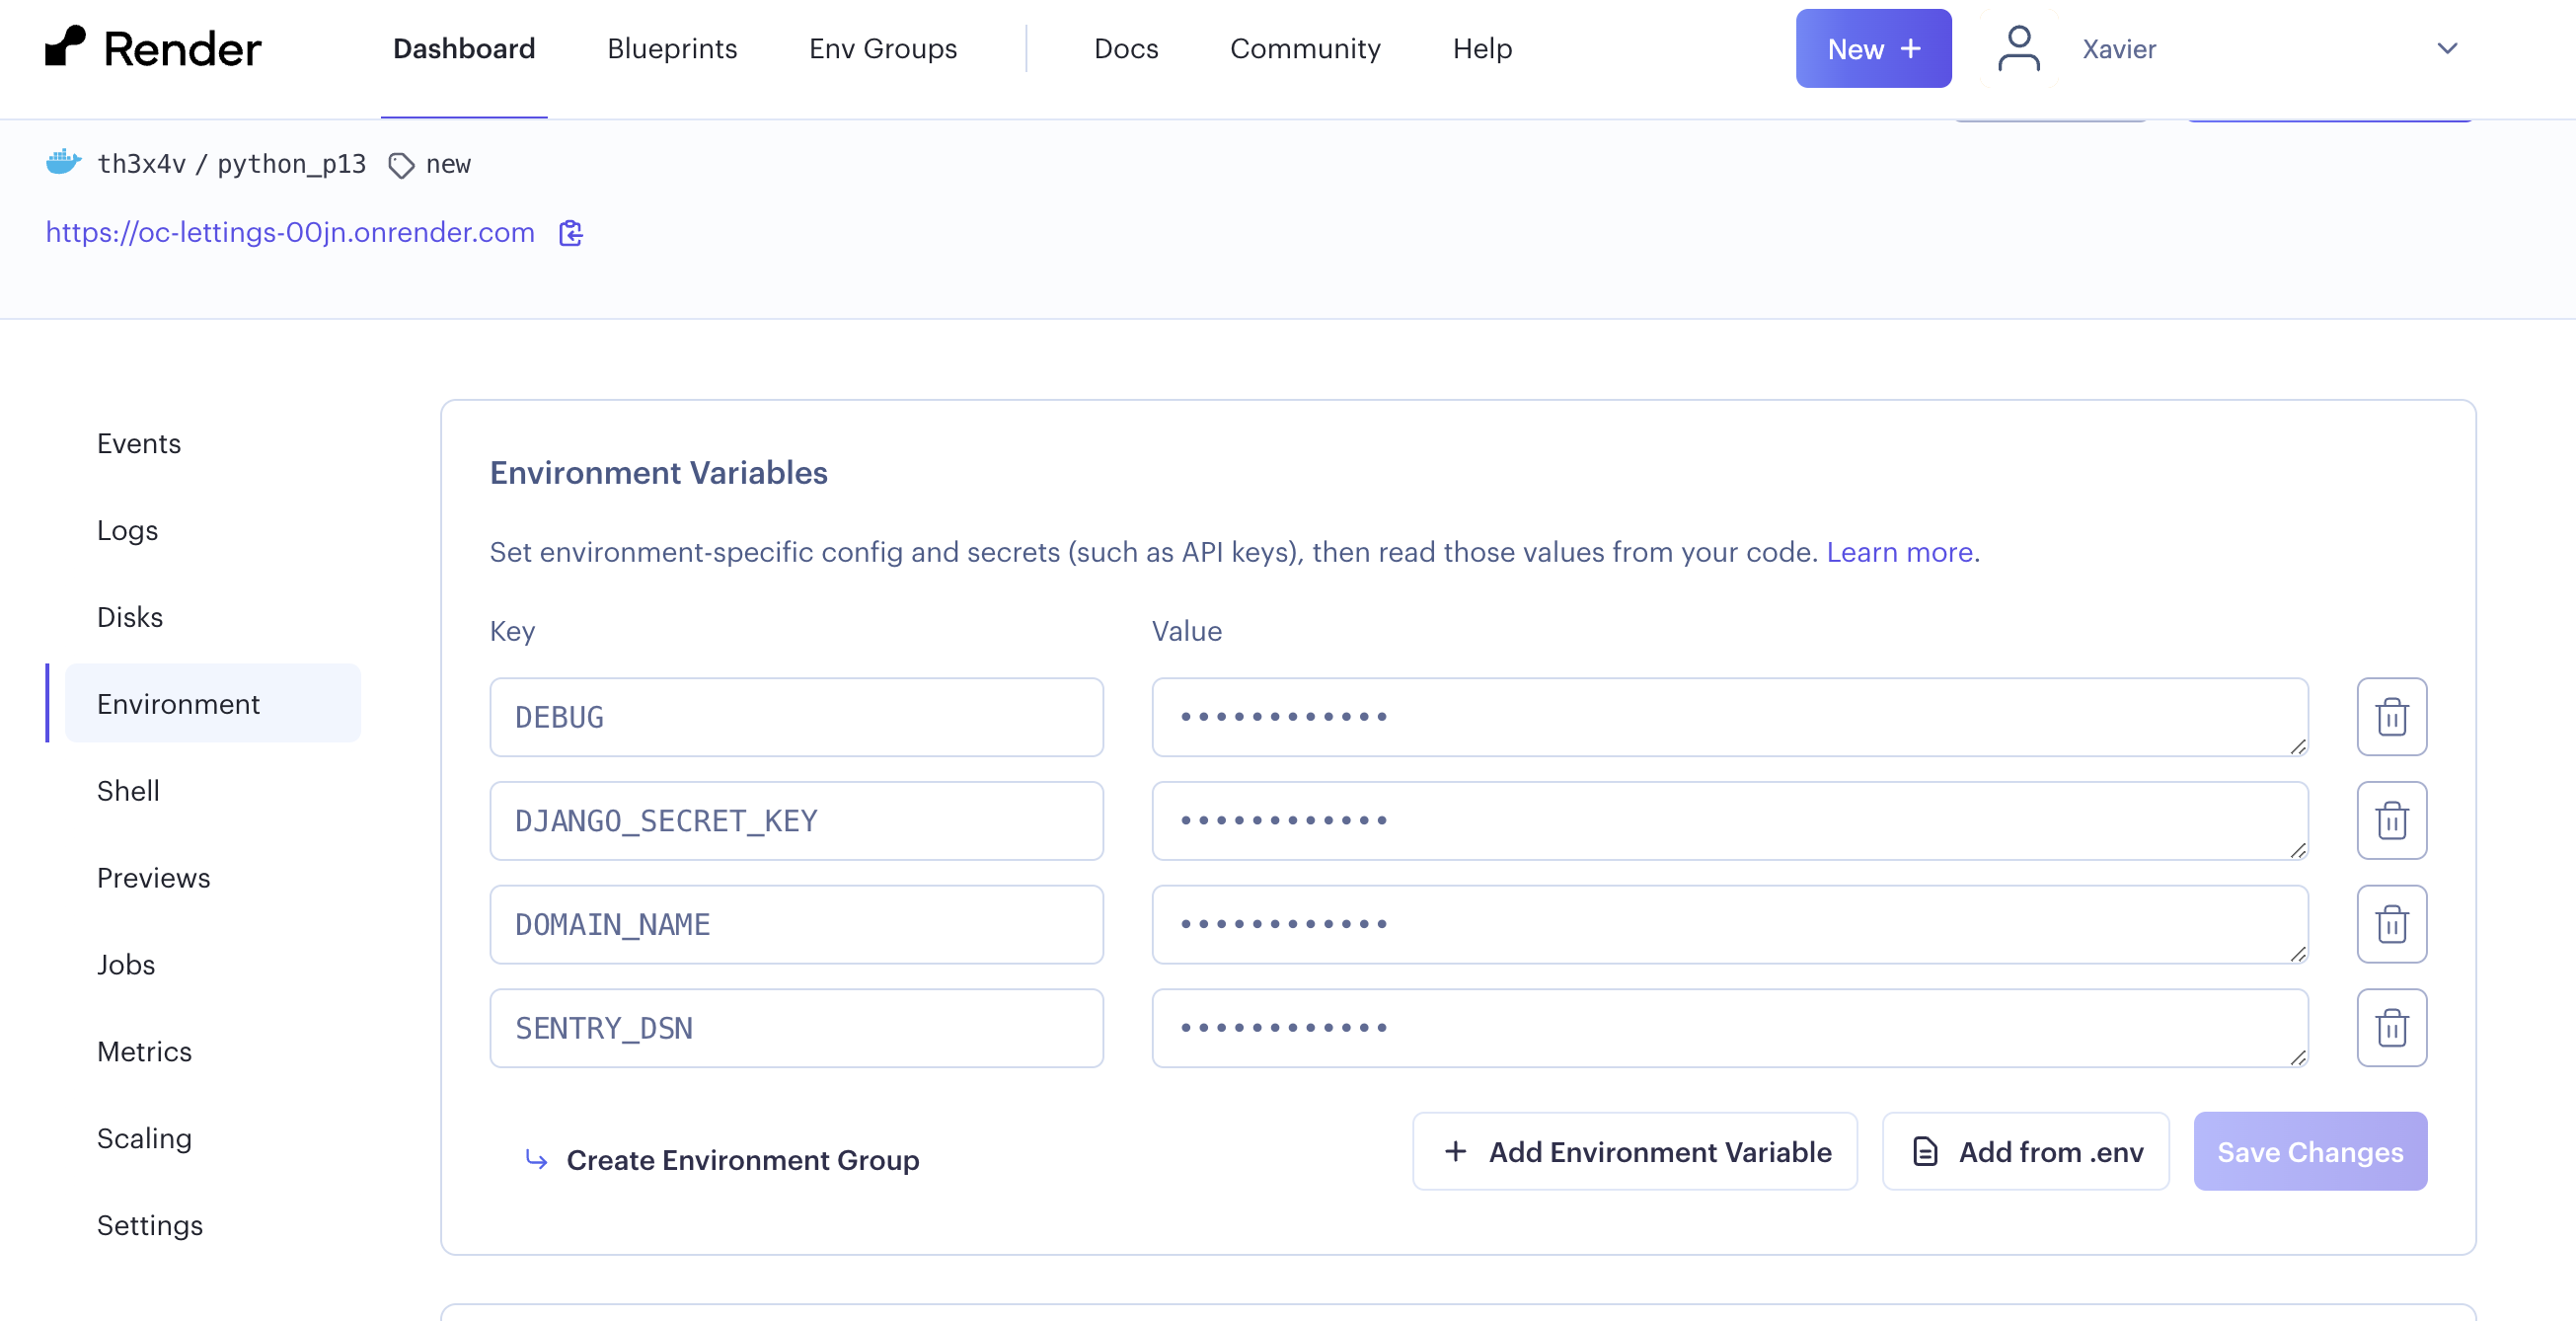 Render Dashboard Blueprints Env Groups Docs Community Help New + Xavier
th3x4v / python_p13 new
https://oc-lettings-00jn.onrender.com
Events
Logs
Disks
Environment
Shell
Previews
Jobs
Metrics
Scaling
Settings
Environment Variables
Set environment-specific config and secrets (such as API keys), then read those values from your code. Learn more.
Key Value
DEBUG ••••••••••••
DJANGO_SECRET_KEY ••••••••••••
DOMAIN_NAME ••••••••••••
SENTRY_DSN ••••••••••••
Create Environment Group + Add Environment Variable Add from .env Save Changes